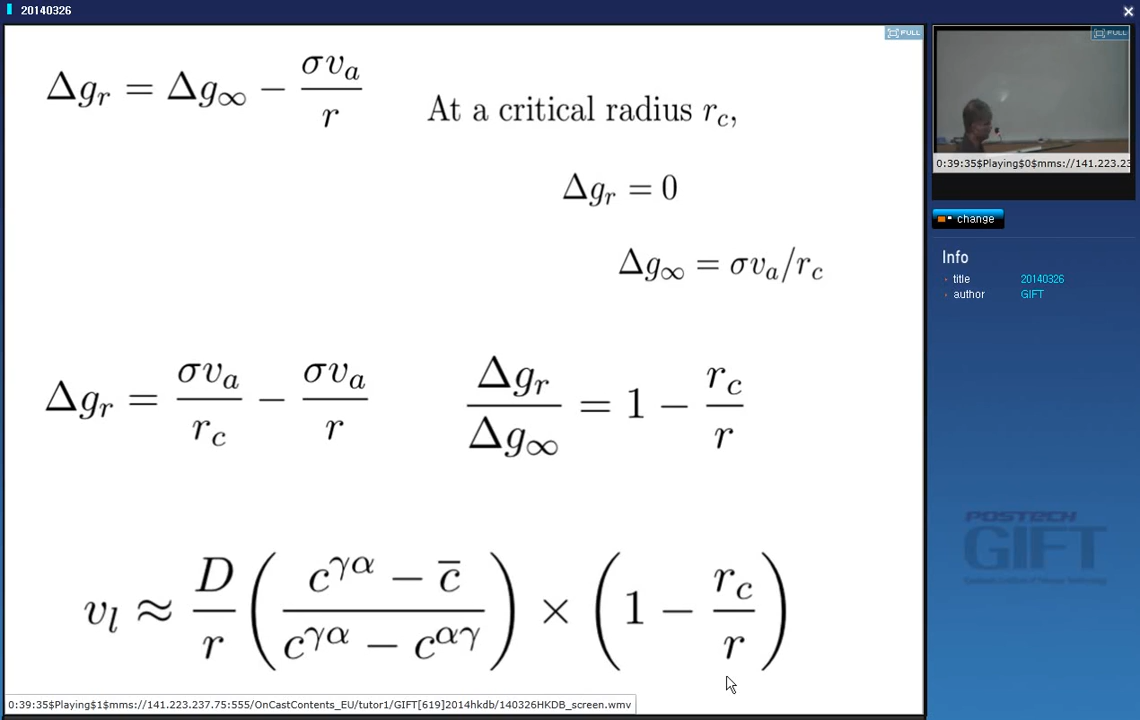 20140326
FULL
Δg_r = Δg_∞ − σv_a / r
At a critical radius r_c,
Δg_r = 0
Δg_∞ = σv_a/r_c
Δg_r = σv_a / r_c − σv_a / r
Δg_r / Δg_∞ = 1 − r_c / r
v_l ≈ D/r ( (c^{γα} − c̅) / (c^{γα} − c^{αγ}) ) × ( 1 − r_c / r )
0:39:35$Playing$1$mms://141.223.237.75:555/OnCastContents_EU/tutor1/GIFT[619]2014hkdb/140326HKDB_screen.wmv
FULL
0:39:35$Playing$0$mms://141.223.23
change
Info
title 20140326
author GIFT
POSTECH
GIFT